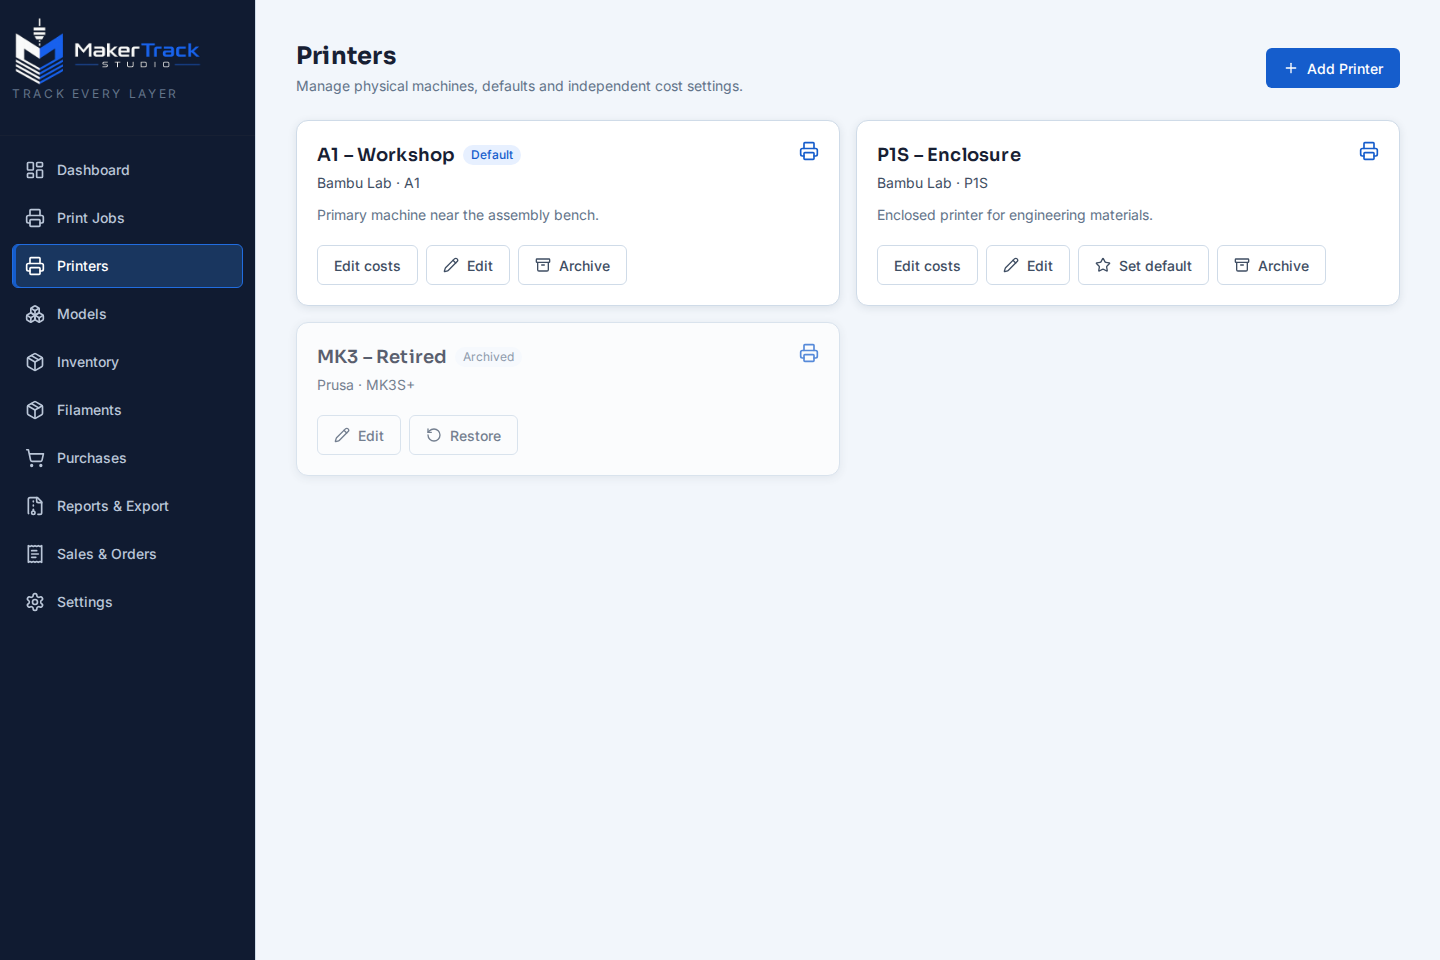 MakerTrack
STUDIO
TRACK EVERY LAYER
Dashboard
Print Jobs
Printers
Models
Inventory
Filaments
Purchases
Reports & Export
Sales & Orders
Settings
Printers
Manage physical machines, defaults and independent cost settings.
Add Printer
A1 – Workshop Default
Bambu Lab · A1
Primary machine near the assembly bench.
Edit costs Edit Archive
P1S – Enclosure
Bambu Lab · P1S
Enclosed printer for engineering materials.
Edit costs Edit Set default Archive
MK3 – Retired Archived
Prusa · MK3S+
Edit Restore